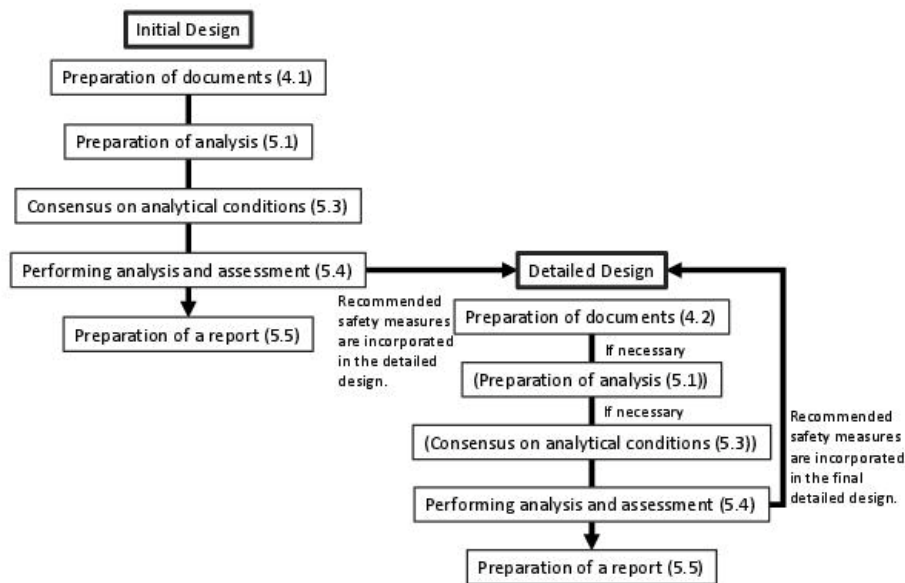 Initial Design
Preparation of documents (4.1)
Preparation of analysis (5.1)
Consensus on analytical conditions (5.3)
Performing analysis and assessment (5.4)
Preparation of a report (5.5)
Recommended
safety measures
are incorporated
in the detailed
design.
Detailed Design
Preparation of documents (4.2)
If necessary
(Preparation of analysis (5.1))
If necessary
(Consensus on analytical conditions (5.3))
Performing analysis and assessment (5.4)
Preparation of a report (5.5)
Recommended
safety measures
are incorporated
in the final
detailed design.